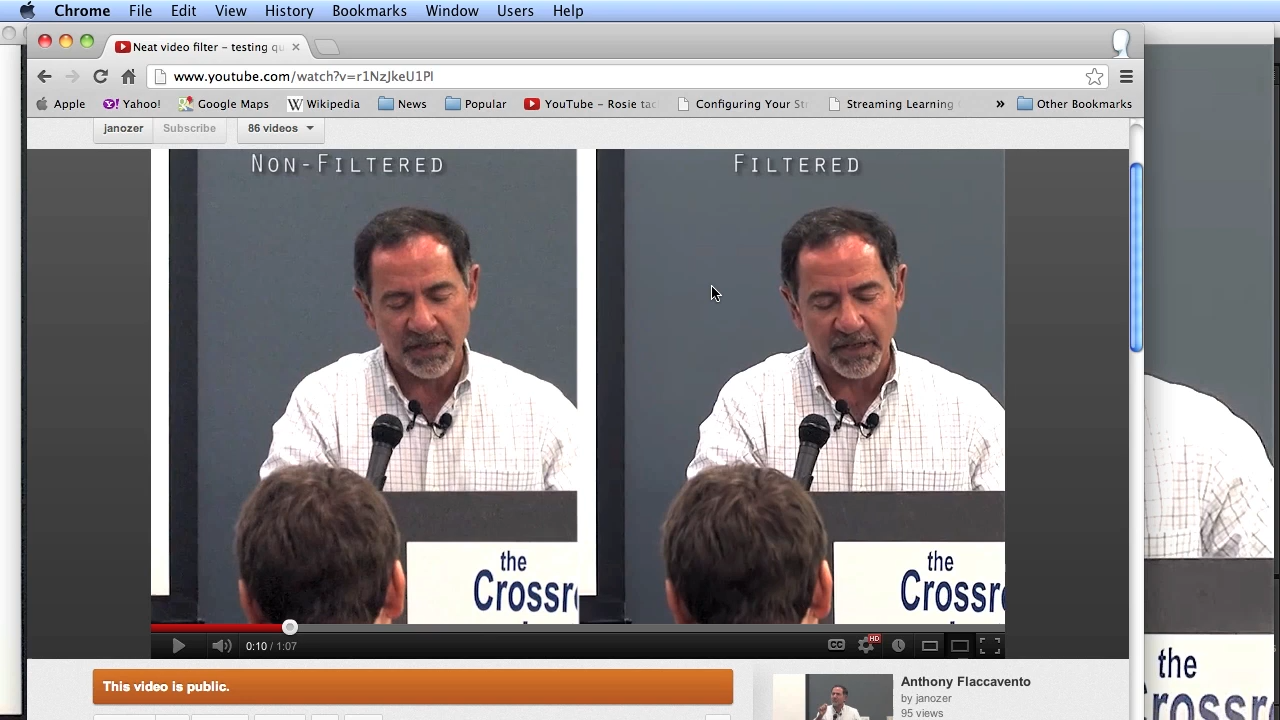 Chrome File Edit View History Bookmarks Window Users Help
Neat video filter – testing qu
www.youtube.com/watch?v=r1NzJkeU1PI
Apple Yahoo! Google Maps Wikipedia News Popular YouTube – Rosie tac Configuring Your St Streaming Learning » Other Bookmarks
janozer Subscribe 86 videos
NON-FILTERED FILTERED
the the
Crossr Crossr
0:10 / 1:07 CC HD
This video is public.
Anthony Flaccavento
by janozer
95 views
the
rossr